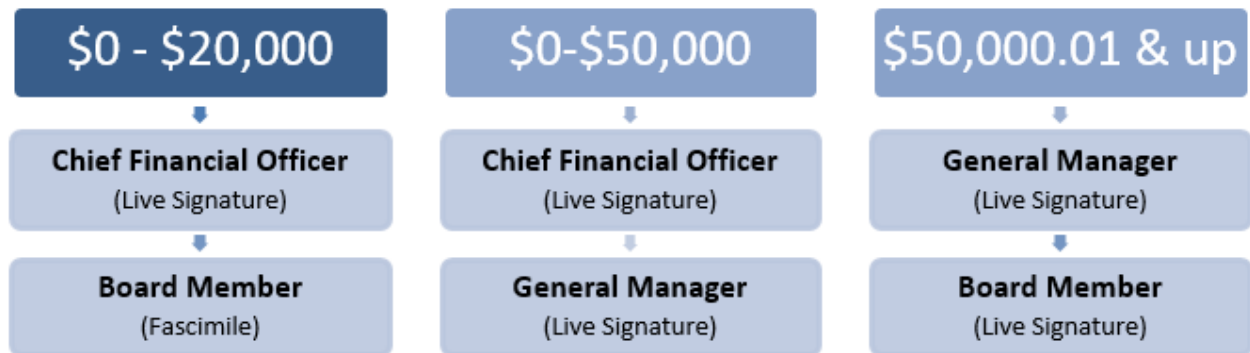 $0 - $20,000
Chief Financial Officer
(Live Signature)
Board Member
(Fascimile)
$0-$50,000
Chief Financial Officer
(Live Signature)
General Manager
(Live Signature)
$50,000.01 & up
General Manager
(Live Signature)
Board Member
(Live Signature)